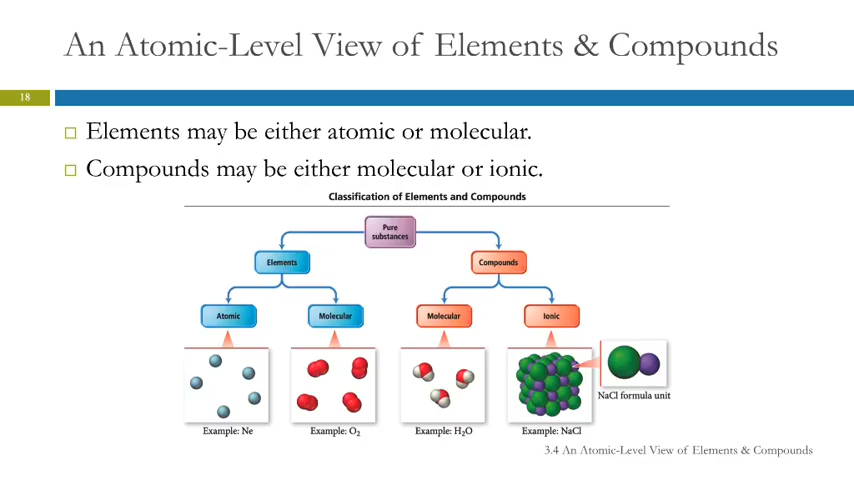 An Atomic-Level View of Elements & Compounds
18
Elements may be either atomic or molecular.
Compounds may be either molecular or ionic.
Classification of Elements and Compounds
Pure
substances
Elements
Compounds
Atomic
Molecular
Molecular
Ionic
NaCl formula unit
Example: Ne
Example: O₂
Example: H₂O
Example: NaCl
3.4 An Atomic-Level View of Elements & Compounds